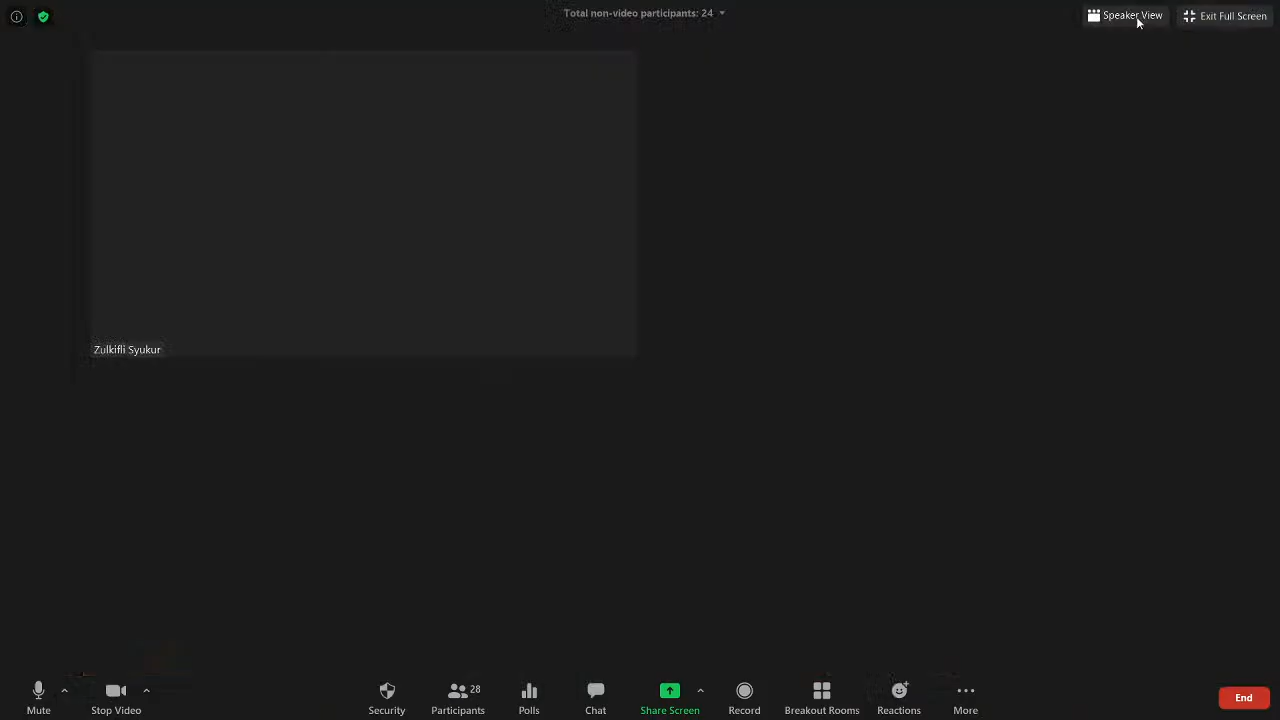 Total non-video participants: 24
Speaker View
Exit Full Screen
Zulkifli Syukur
Mute
Stop Video
Security
Participants
28
Polls
Chat
Share Screen
Record
Breakout Rooms
Reactions
More
End